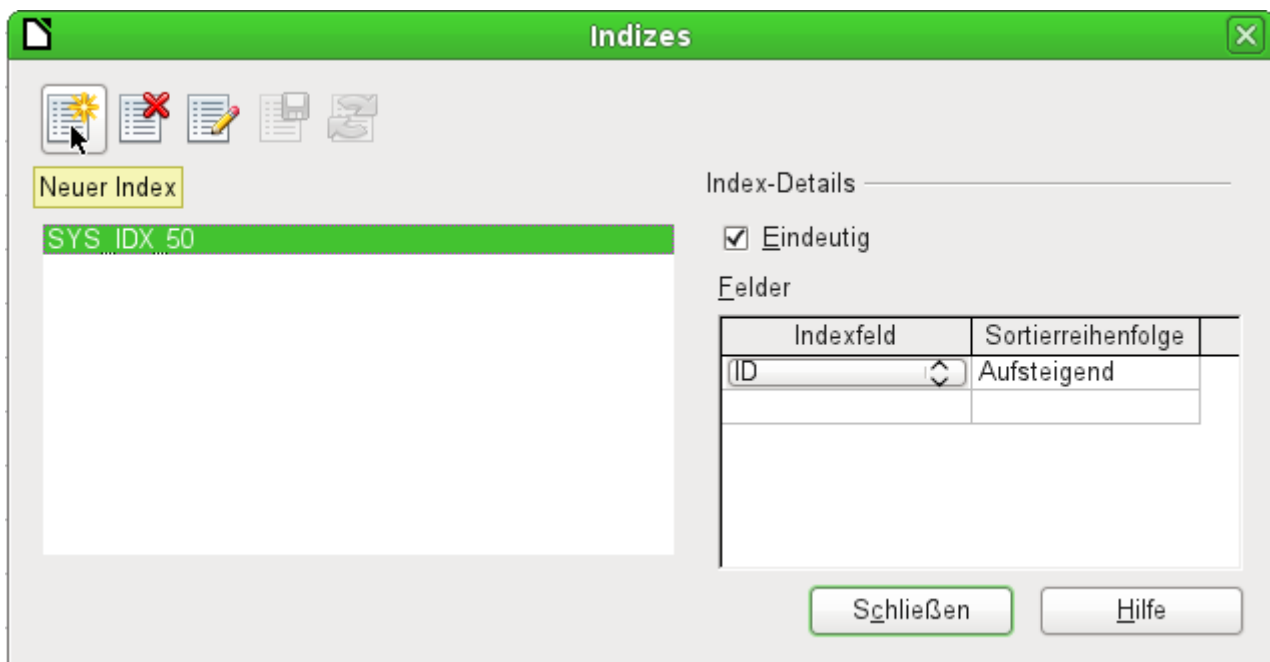 Indizes
Neuer Index
SYS_IDX_50
Index-Details
Eindeutig
Felder
Indexfeld Sortierreihenfolge
ID Aufsteigend
Schließen Hilfe